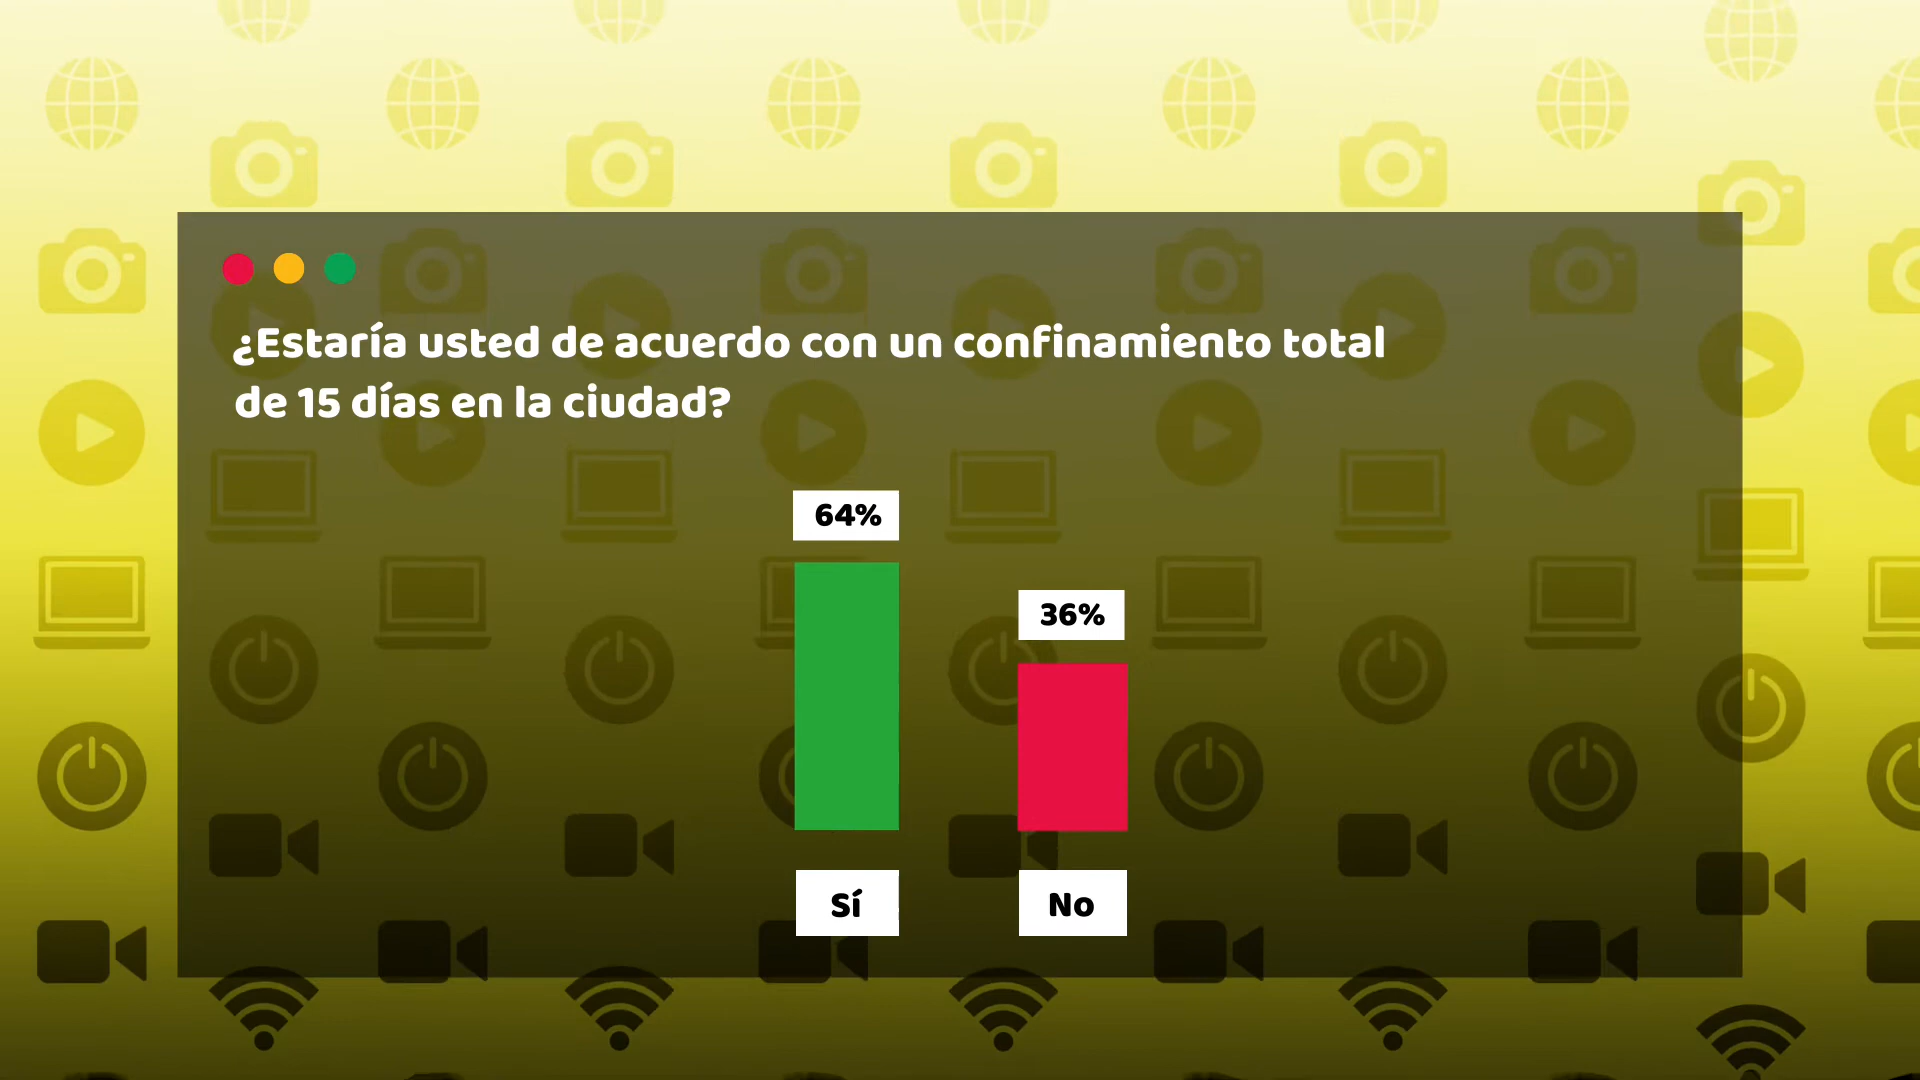 ¿Estaría usted de acuerdo con un confinamiento total
de 15 días en la ciudad?
64%
36%
Sí
No